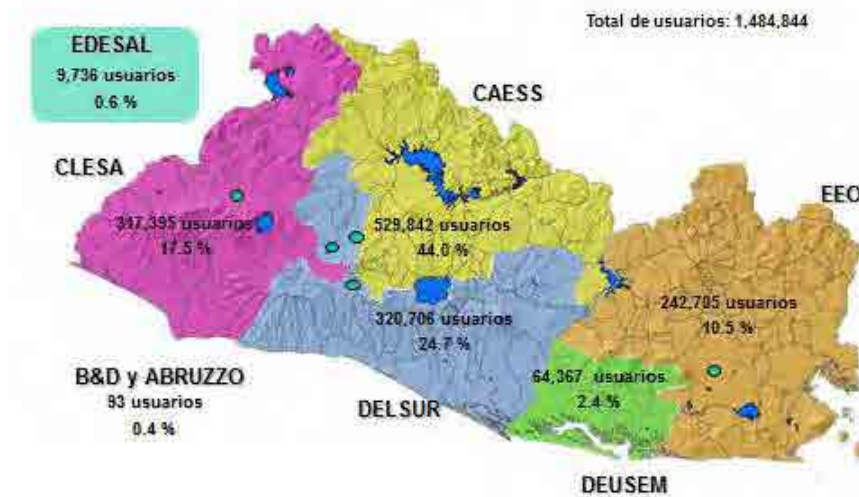 Total de usuarios: 1,484,844
EDESAL
9,736 usuarios
0.6 %
CAESS
CLESA
EEO
317,395 usuarios
17.5 %
529,842 usuarios
44.0 %
242,705 usuarios
10.5 %
320,706 usuarios
24.7 %
64,367 usuarios
2.4 %
B&D y ABRUZZO
93 usuarios
0.4 %
DELSUR
DEUSEM